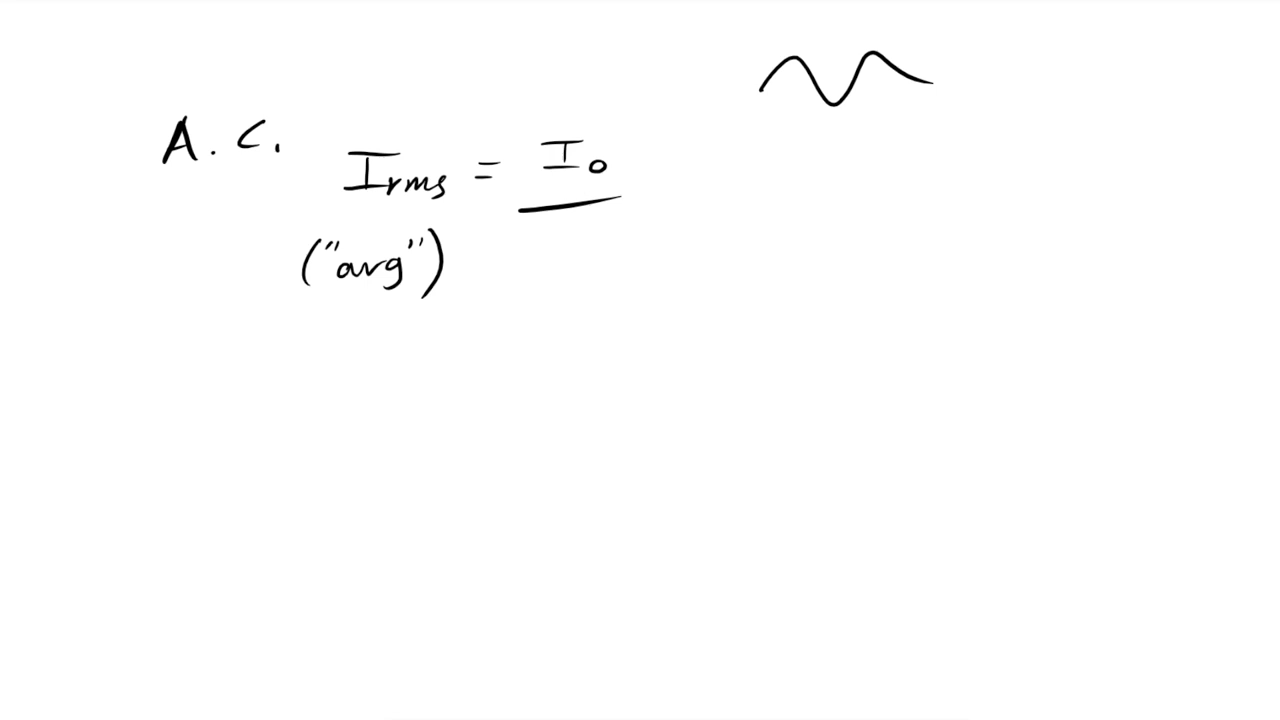 A.C.
Irms = I₀
("avg")